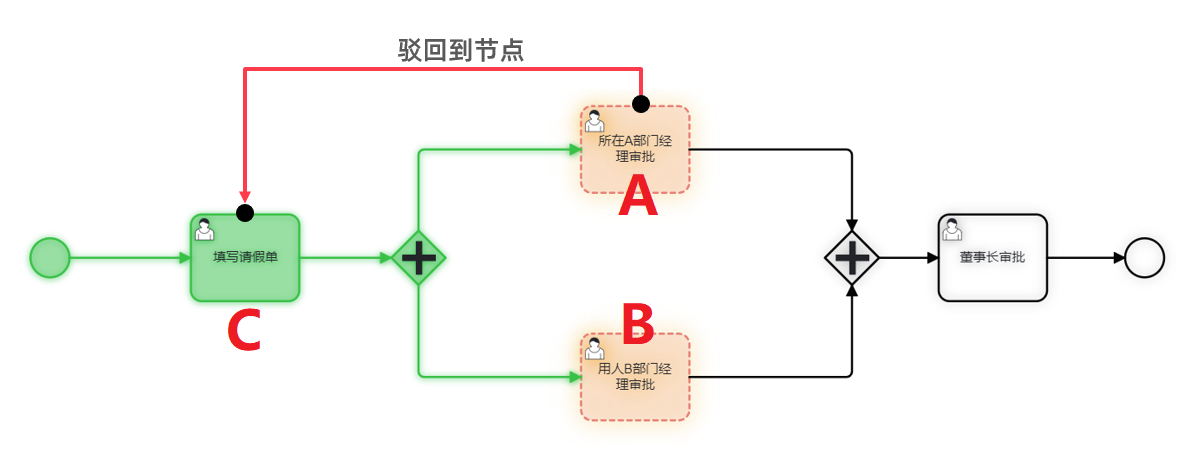 驳回到节点
所在A部门经
理审批
A
填写请假单
董事长审批
C
B
用人B部门经
理审批